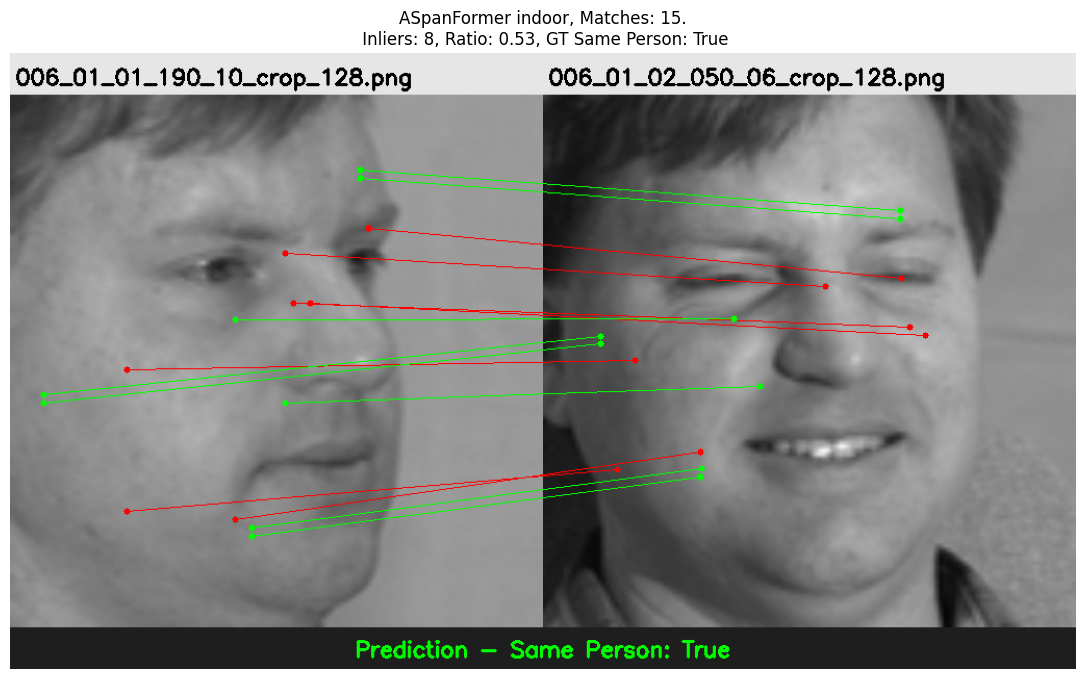 ASpanFormer indoor, Matches: 15.
Inliers: 8, Ratio: 0.53, GT Same Person: True
006_01_01_190_10_crop_128.png
006_01_02_050_06_crop_128.png
Prediction - Same Person: True